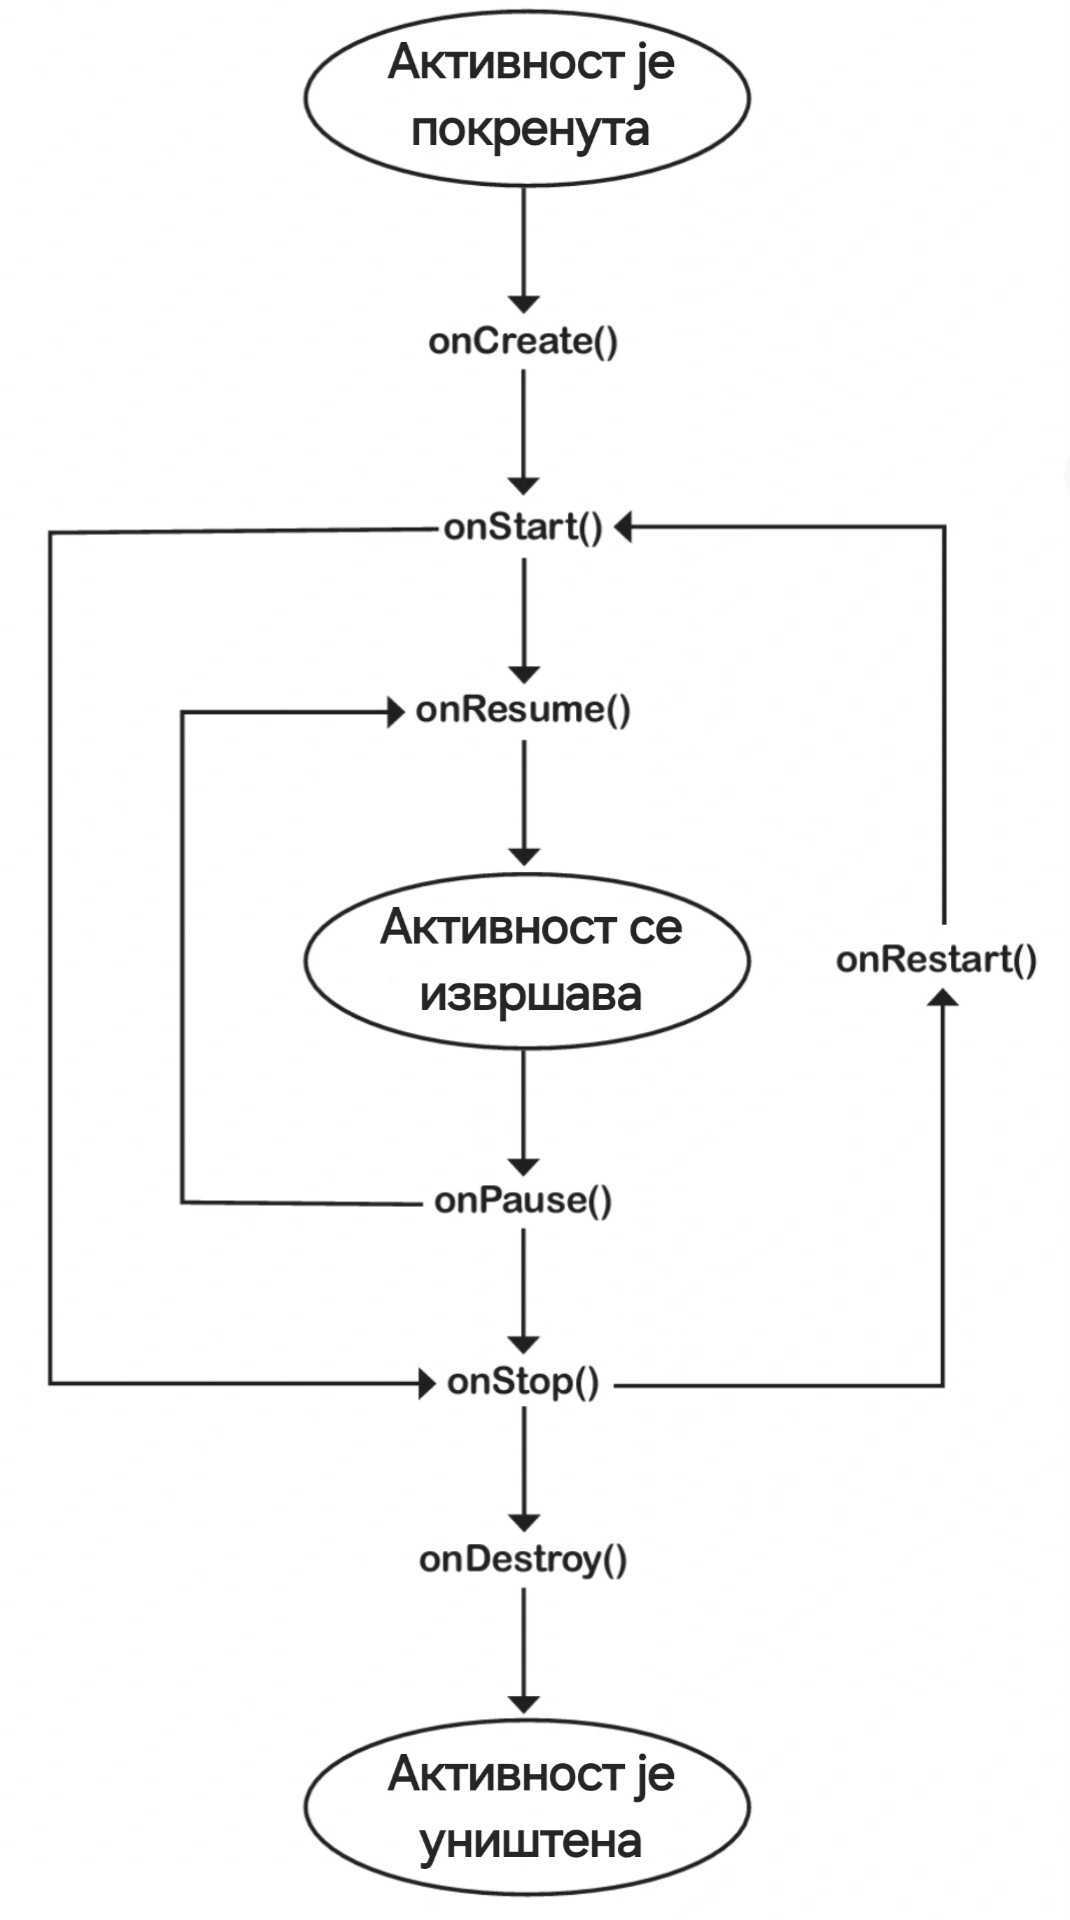 Активност је
покренута
onCreate()
onStart()
onResume()
Активност се
извршава
onRestart()
onPause()
onStop()
onDestroy()
Активност је
уништена